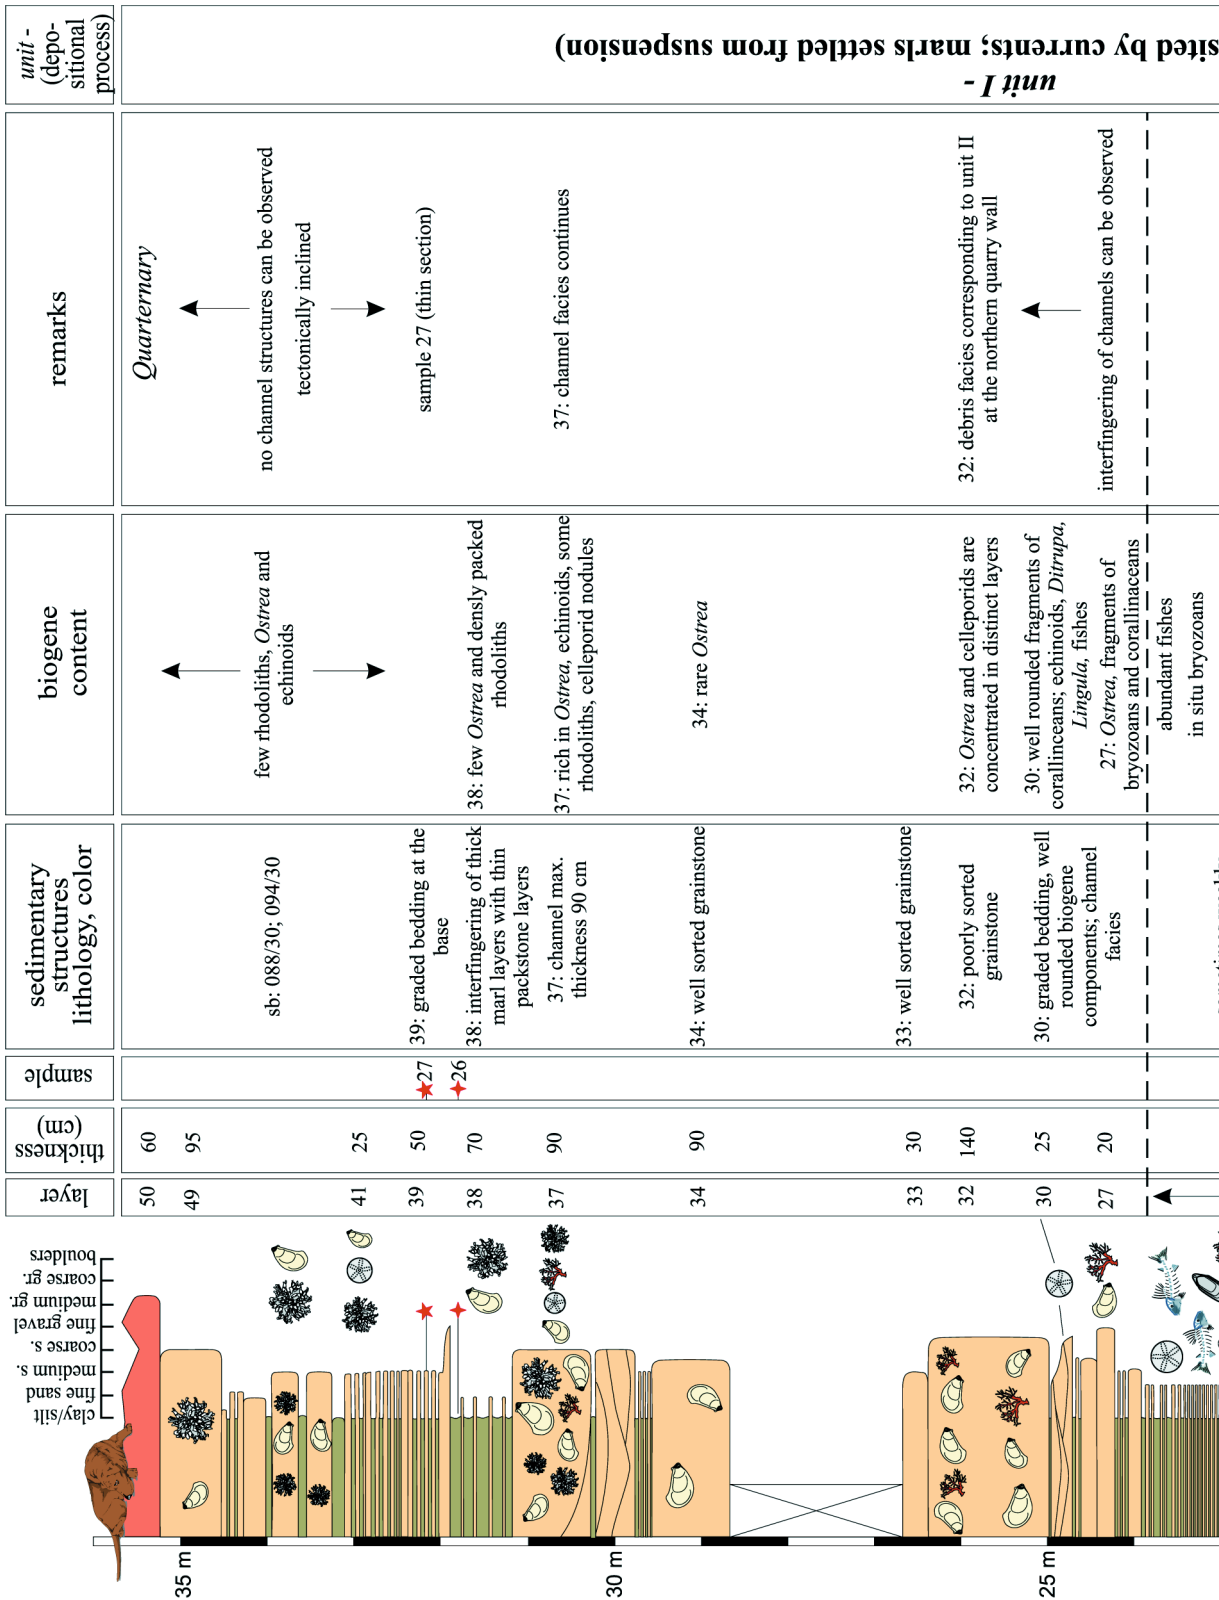 unit -
(depo-
sitional
process)
sited by currents; marls settled from suspension)
unit I -
remarks
Quarternary
no channel structures can be observed
tectonically inclined
sample 27 (thin section)
37: channel facies continues
32: debris facies corresponding to unit II
at the northern quarry wall
interfingering of channels can be observed
biogene
content
few rhodoliths, Ostrea and
echinoids
38: few Ostrea and densly packed
rhodoliths
37: rich in Ostrea, echinoids, some
rhodoliths, celleporid nodules
34: rare Ostrea
32: Ostrea and celleporids are
concentrated in distinct layers
30: well rounded fragments of
corallinceans; echinoids, Ditrupa,
Lingula, fishes
27: Ostrea, fragments of
bryozoans and corallinaceans
abundant fishes
in situ bryozoans
sedimentary
structures
lithology, color
sb: 088/30; 094/30
39: graded bedding at the
base
38: interfingering of thick
marl layers with thin
packstone layers
37: channel max.
thickness 90 cm
34: well sorted grainstone
33: well sorted grainstone
32: poorly sorted
grainstone
30: graded bedding, well
rounded biogene
components; channel
facies
sample
27
26
thickness
(cm)
60
95
25
50
70
90
90
30
140
25
20
layer
50
49
41
39
38
37
34
33
32
30
27
boulders
coarse gr.
medium gr.
fine gravel
coarse s.
medium s.
fine sand
clay/silt
35 m
30 m
25 m